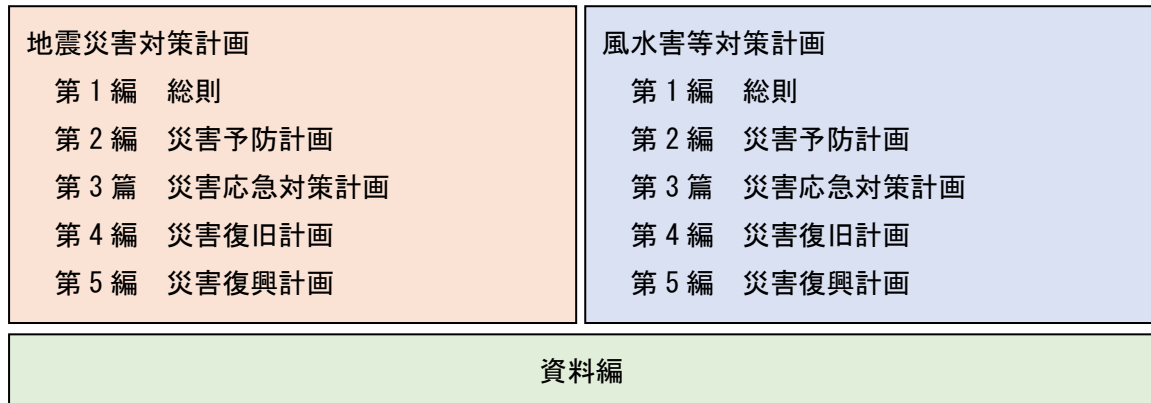 地震災害対策計画
第1編　総則
第2編　災害予防計画
第3篇　災害応急対策計画
第4編　災害復旧計画
第5編　災害復興計画
風水害等対策計画
第1編　総則
第2編　災害予防計画
第3篇　災害応急対策計画
第4編　災害復旧計画
第5編　災害復興計画
資料編